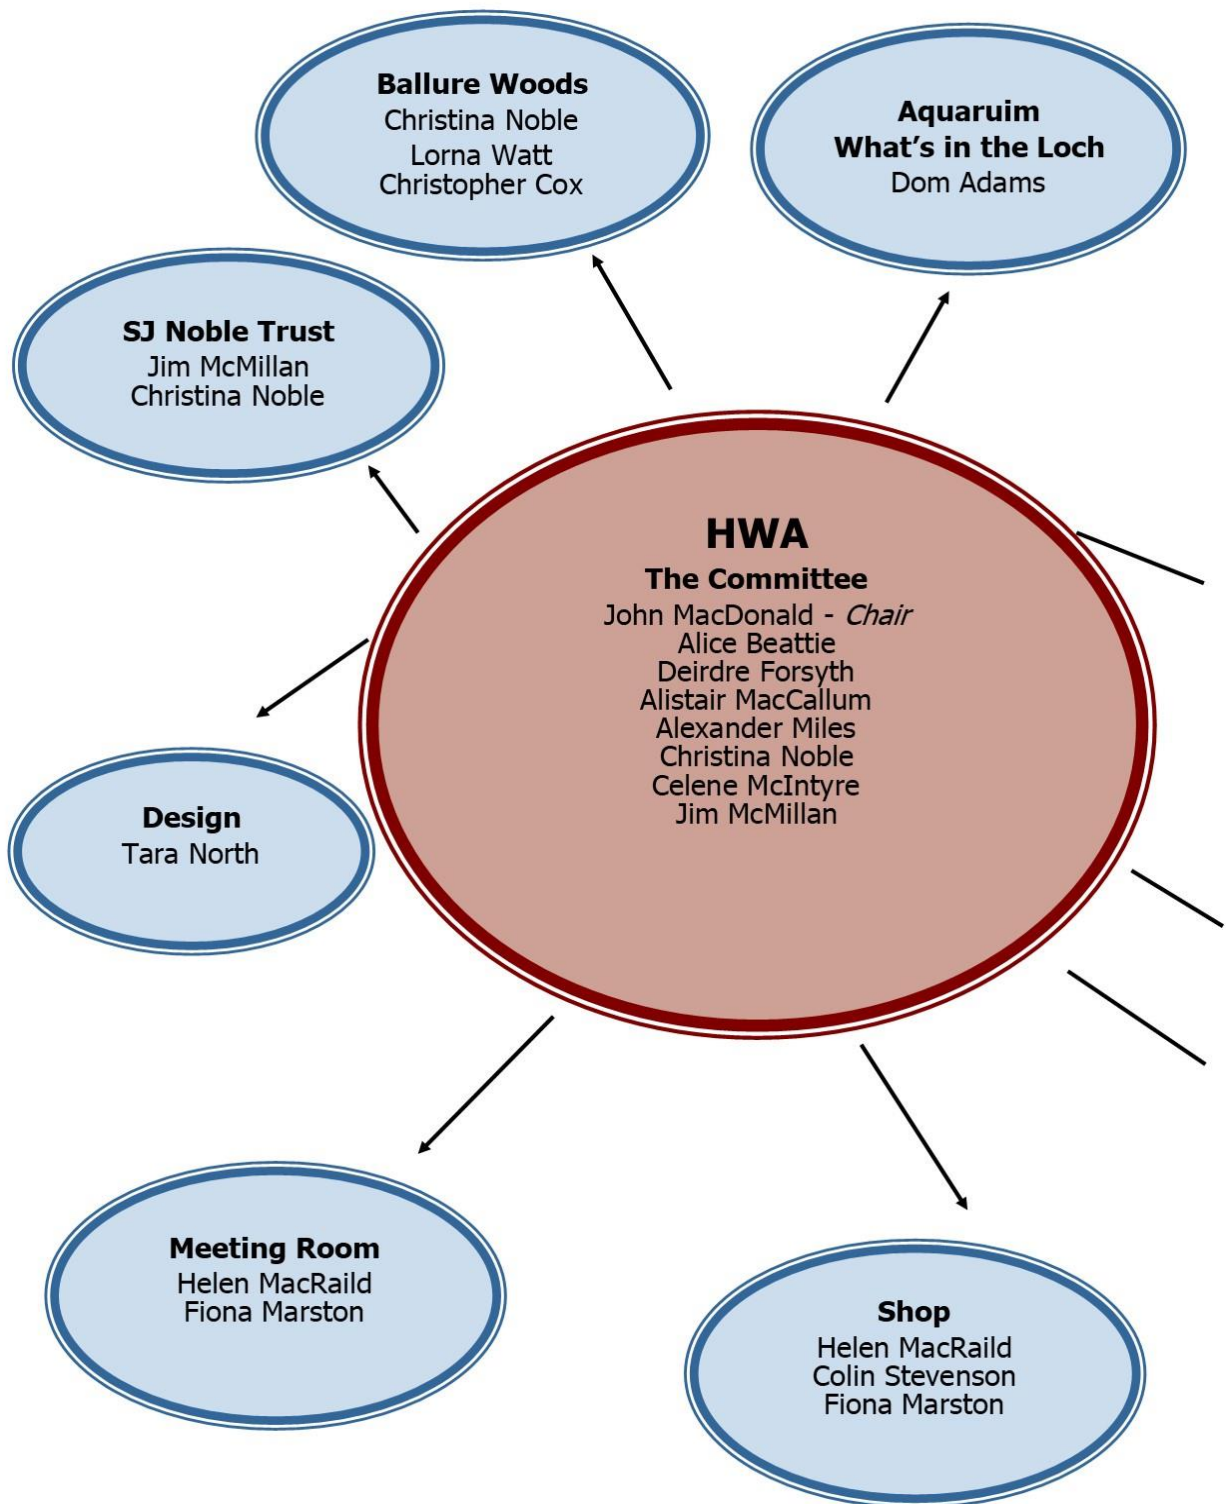 Ballure Woods
Christina Noble
Lorna Watt
Christopher Cox
Aquaruim
What's in the Loch
Dom Adams
SJ Noble Trust
Jim McMillan
Christina Noble
HWA
The Committee
John MacDonald - Chair
Alice Beattie
Deirdre Forsyth
Alistair MacCallum
Alexander Miles
Christina Noble
Celene McIntyre
Jim McMillan
Design
Tara North
Meeting Room
Helen MacRaild
Fiona Marston
Shop
Helen MacRaild
Colin Stevenson
Fiona Marston